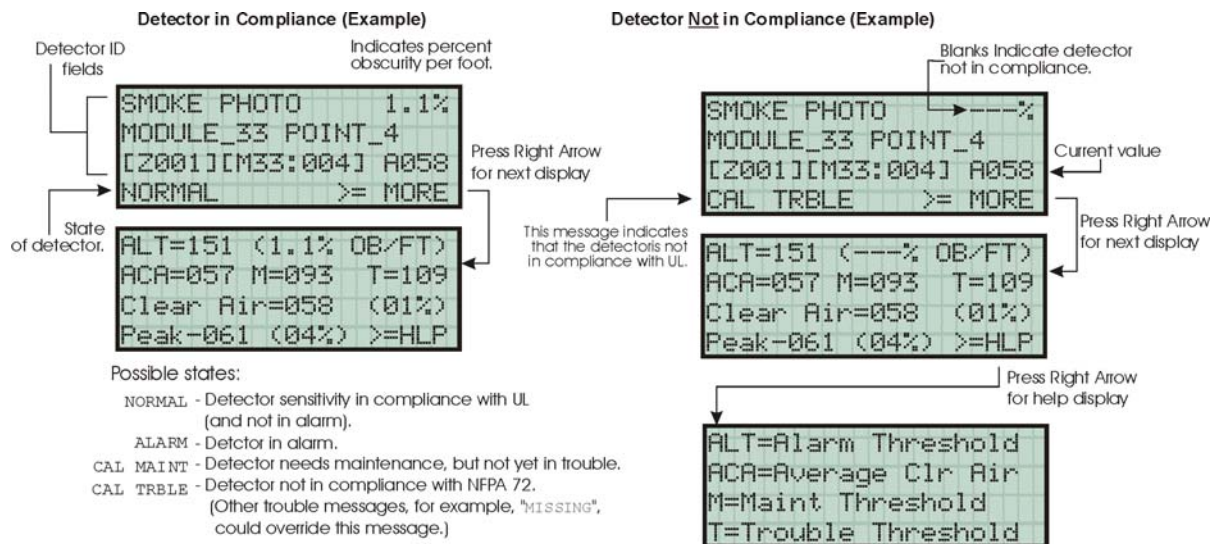 Detector in Compliance (Example)
Detector ID
fields
Indicates percent
obscurity per foot.
SMOKE PHOTO 1.1%
MODULE_33 POINT_4
[Z001][M33:004] A058
NORMAL >= MORE
State
of detector.
Press Right Arrow
for next display
ALT=151 (1.1% OB/FT)
ACA=057 M=093 T=109
Clear Air=058 (01%)
Peak-061 (04%) >=HLP
Possible states:
NORMAL - Detector sensitivity in compliance with UL
(and not in alarm).
ALARM - Detctor in alarm.
CAL MAINT - Detector needs maintenance, but not yet in trouble.
CAL TRBLE - Detector not in compliance with NFPA 72.
(Other trouble messages, for example, "MISSING",
could override this message.)
Detector Not in Compliance (Example)
Blanks Indicate detector
not in compliance.
SMOKE PHOTO ---%
MODULE_33 POINT_4
[Z001][M33:004] A058
CAL TRBLE >= MORE
Current value
This message indicates
that the detectoris not
in compliance with UL.
Press Right Arrow
for next display
ALT=151 (---% OB/FT)
ACA=057 M=093 T=109
Clear Air=058 (01%)
Peak-061 (04%) >=HLP
Press Right Arrow
for help display
ALT=Alarm Threshold
ACA=Average Clr Air
M=Maint Threshold
T=Trouble Threshold